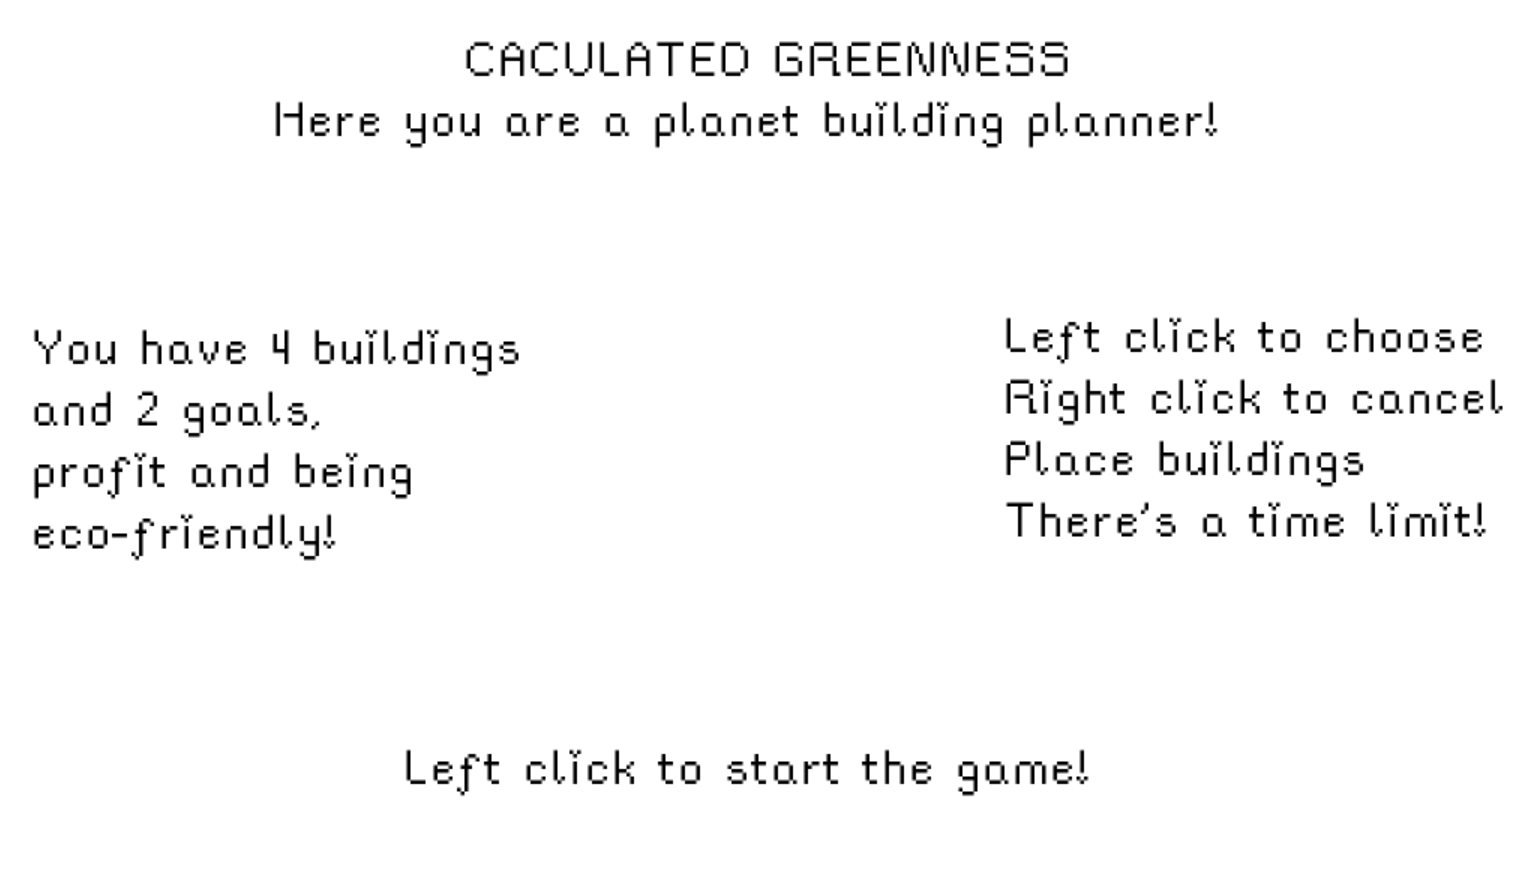 CACULATED GREENNESS
Here you are a planet building planner!
You have 4 buildings
and 2 goals,
profit and being
eco-friendly!
Left click to choose
Right click to cancel
Place buildings
There's a time limit!
Left click to start the game!